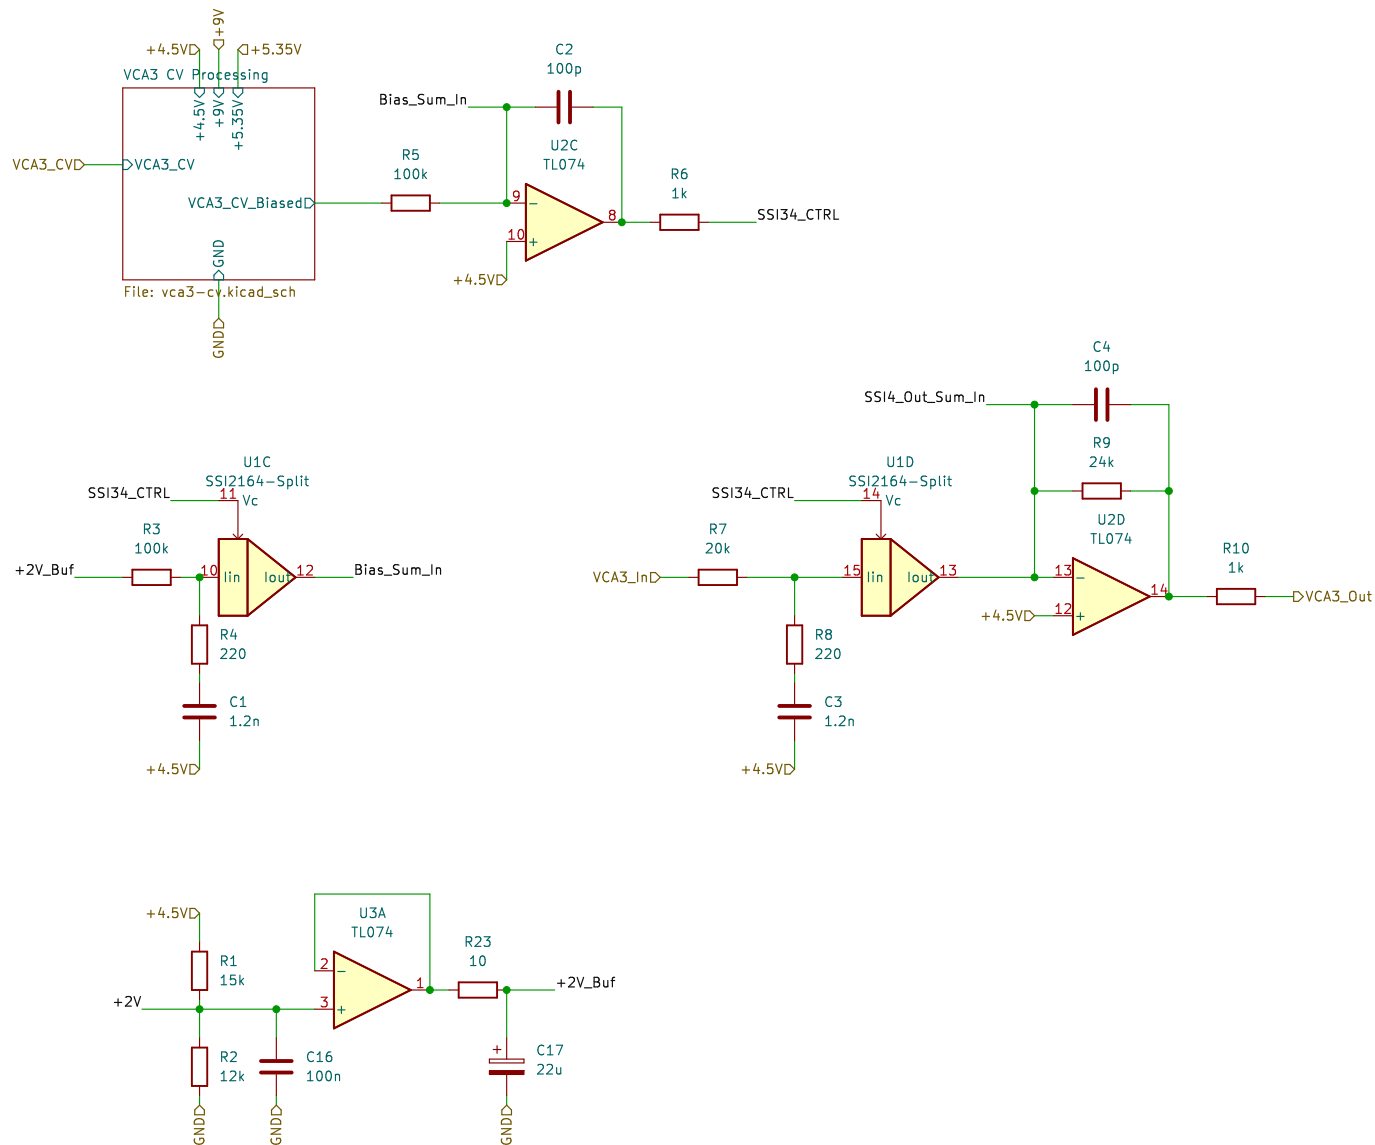 +9V
+4.5V
+5.35V
VCA3 CV Processing
+4.5V
+9V
+5.35V
VCA3_CV
VCA3_CV
VCA3_CV_Biased
GND
File: vca3-cv.kicad_sch
GND
Bias_Sum_In
C2
100p
U2C
TL074
R5
100k
9
10
8
+4.5V
R6
1k
SSI34_CTRL
U1C
SSI2164-Split
SSI34_CTRL
11
Vc
R3
100k
+2V_Buf
10
Iin
Iout
12
Bias_Sum_In
R4
220
C1
1.2n
+4.5V
C4
100p
SSI4_Out_Sum_In
R9
24k
U1D
SSI2164-Split
SSI34_CTRL
14
Vc
R7
20k
VCA3_In
15
Iin
Iout
13
U2D
TL074
13
12
14
+4.5V
R10
1k
VCA3_Out
R8
220
C3
1.2n
+4.5V
+4.5V
R1
15k
+2V
R2
12k
GND
C16
100n
GND
U3A
TL074
2
3
1
R23
10
+2V_Buf
+
C17
22u
GND